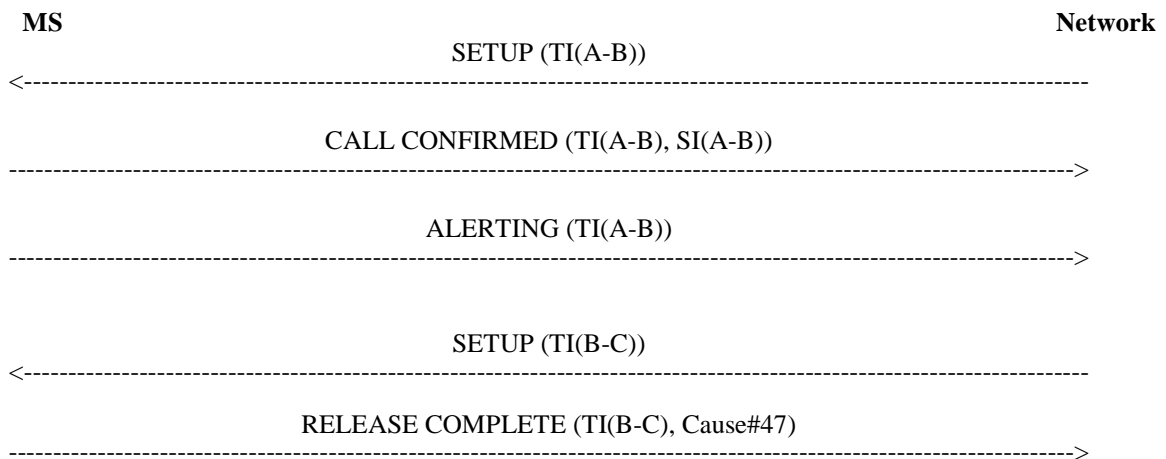 MS Network
SETUP (TI(A-B))
<------------------------------------------------------------------------------------------------------------------------
CALL CONFIRMED (TI(A-B), SI(A-B))
------------------------------------------------------------------------------------------------------------------------>
ALERTING (TI(A-B))
------------------------------------------------------------------------------------------------------------------------>
SETUP (TI(B-C))
<------------------------------------------------------------------------------------------------------------------------
RELEASE COMPLETE (TI(B-C), Cause#47)
------------------------------------------------------------------------------------------------------------------------>